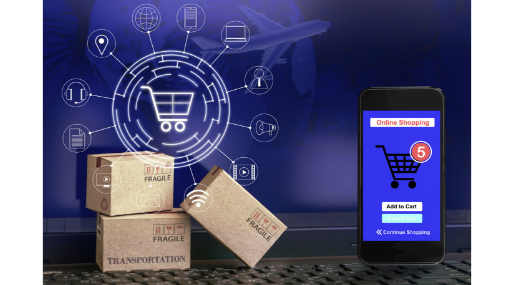 FRAGILE
FRAGILE
FRAGILE
TRANSPORTATION
Online Shopping
5
Add to Cart
Continue Shopping